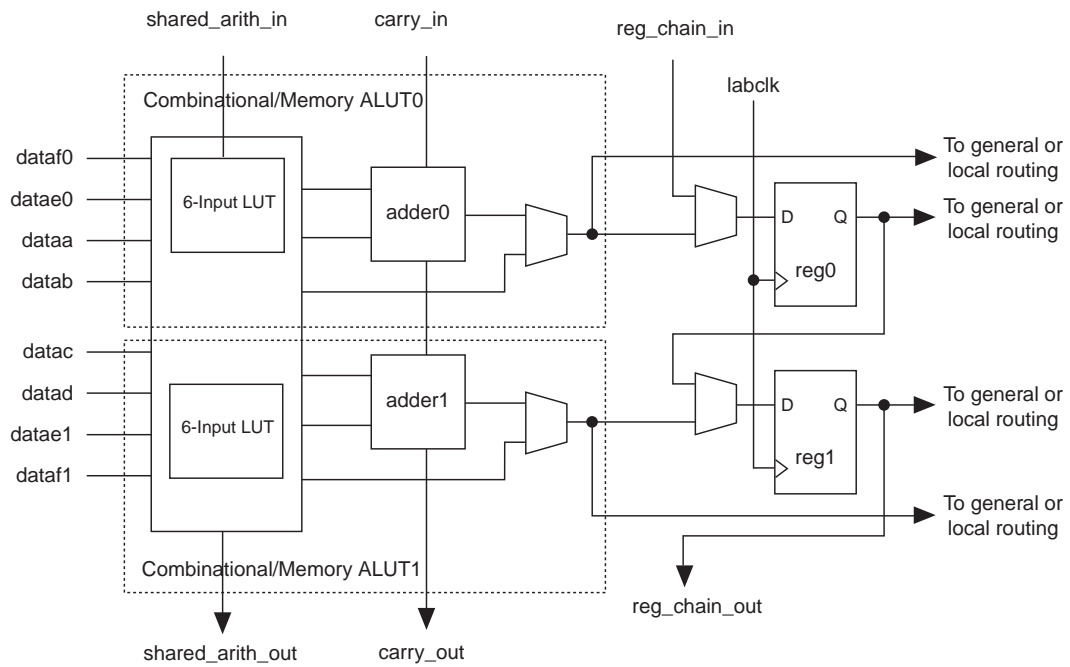 shared_arith_in
carry_in
reg_chain_in
labclk
Combinational/Memory ALUT0
dataf0
datae0
dataa
datab
6-Input LUT
adder0
D
Q
reg0
To general or
local routing
To general or
local routing
datac
datad
datae1
dataf1
6-Input LUT
adder1
D
Q
reg1
To general or
local routing
To general or
local routing
Combinational/Memory ALUT1
reg_chain_out
shared_arith_out
carry_out